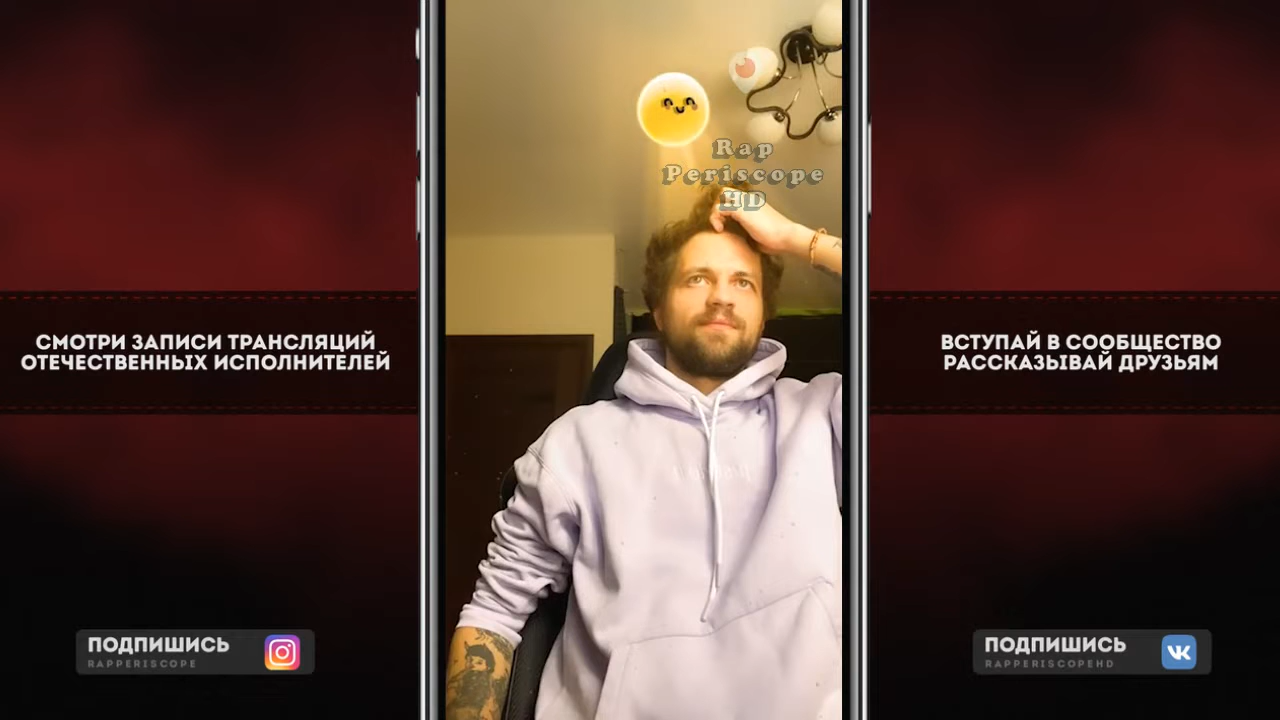 Rap
Periscope
HD
СМОТРИ ЗАПИСИ ТРАНСЛЯЦИЙ
ОТЕЧЕСТВЕННЫХ ИСПОЛНИТЕЛЕЙ
ВСТУПАЙ В СООБЩЕСТВО
РАССКАЗЫВАЙ ДРУЗЬЯМ
ПОДПИШИСЬ
RAPPERISCOPE
ПОДПИШИСЬ
RAPPERISCOPEHD